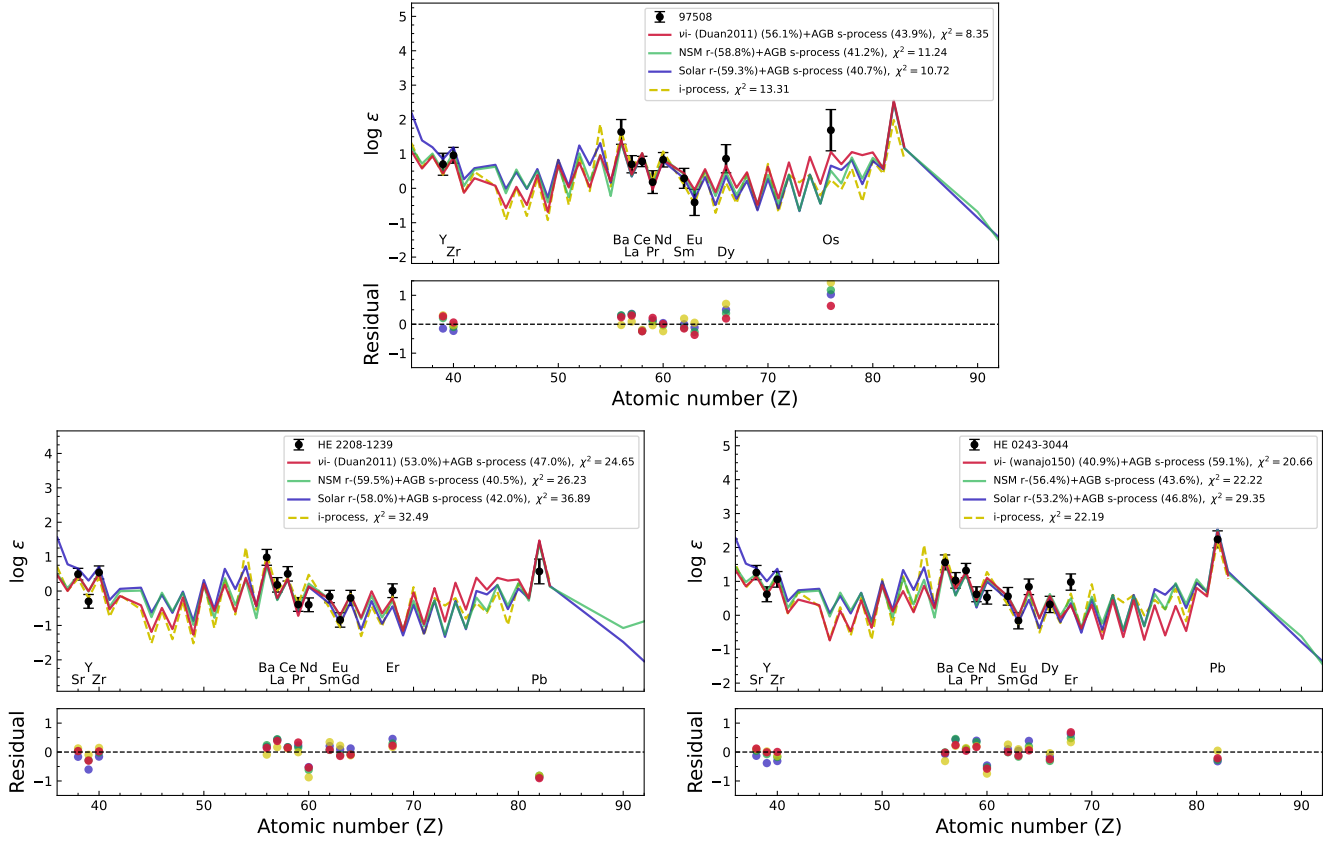 97508
νi- (Duan2011) (56.1%)+AGB s-process (43.9%), χ² = 8.35
NSM r-(58.8%)+AGB s-process (41.2%), χ² = 11.24
Solar r-(59.3%)+AGB s-process (40.7%), χ² = 10.72
i-process, χ² = 13.31
log ε
5
4
3
2
1
0
−1
−2
Y Ba Ce Nd Eu Os
Zr La Pr Sm Dy
Residual
1
0
−1
40 50 60 70 80 90
Atomic number (Z)
HE 2208-1239
νi- (Duan2011) (53.0%)+AGB s-process (47.0%), χ² = 24.65
NSM r-(59.5%)+AGB s-process (40.5%), χ² = 26.23
Solar r-(58.0%)+AGB s-process (42.0%), χ² = 36.89
i-process, χ² = 32.49
log ε
4
3
2
1
0
−1
−2
Y Ba Ce Nd Eu Er
Sr Zr La Pr Sm Gd Pb
Residual
1
0
−1
40 50 60 70 80 90
Atomic number (Z)
HE 0243-3044
νi- (wanajo150) (40.9%)+AGB s-process (59.1%), χ² = 20.66
NSM r-(56.4%)+AGB s-process (43.6%), χ² = 22.22
Solar r-(53.2%)+AGB s-process (46.8%), χ² = 29.35
i-process, χ² = 22.19
log ε
5
4
3
2
1
0
−1
−2
Y Ba Ce Nd Eu Dy Pb
Sr Zr La Pr Sm Gd Er
Residual
1
0
−1
40 50 60 70 80 90
Atomic number (Z)